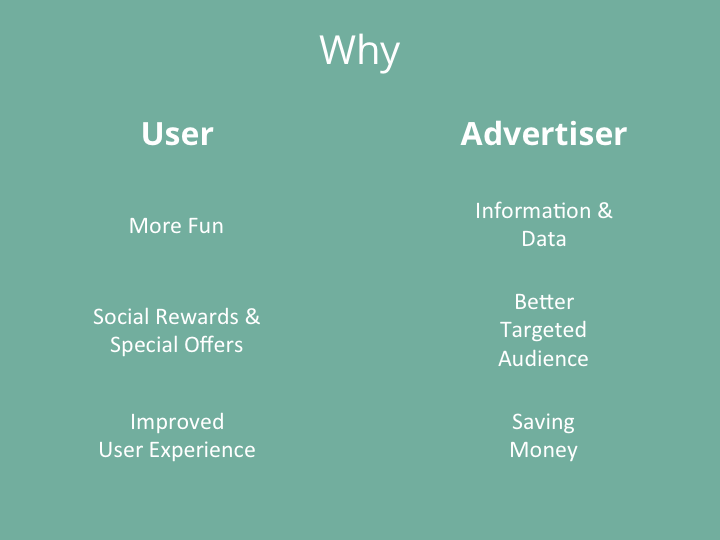 Why
User
Advertiser
More Fun
Information &
Data
Social Rewards &
Special Offers
Better
Targeted
Audience
Improved
User Experience
Saving
Money